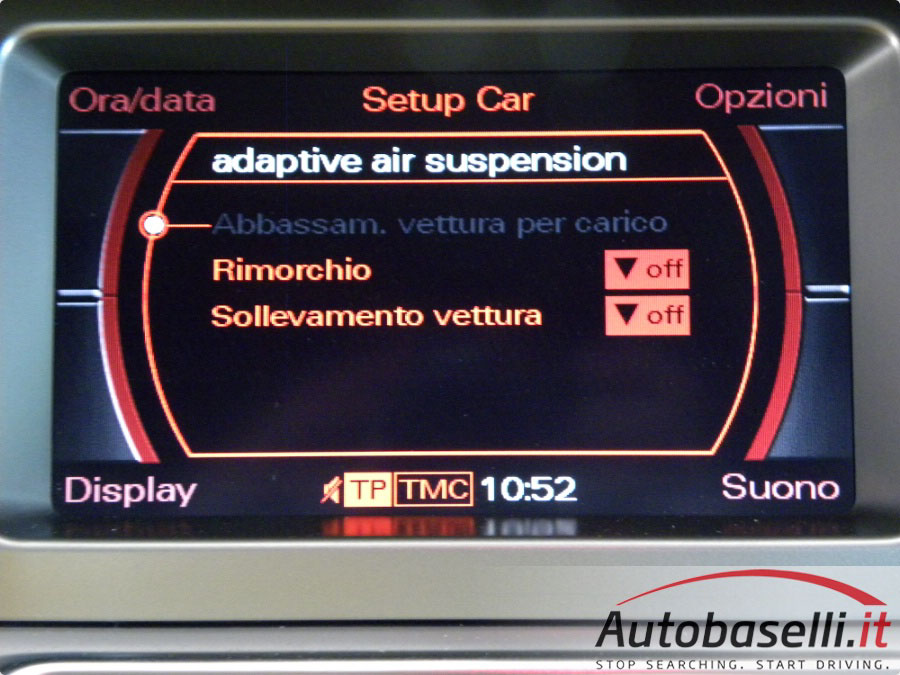 Ora/data Setup Car Opzioni
adaptive air suspension
Abbassam. vettura per carico
Rimorchio ▼ off
Sollevamento vettura ▼ off
Display TP TMC 10:52 Suono
Autobaselli.it
STOP SEARCHING. START DRIVING.